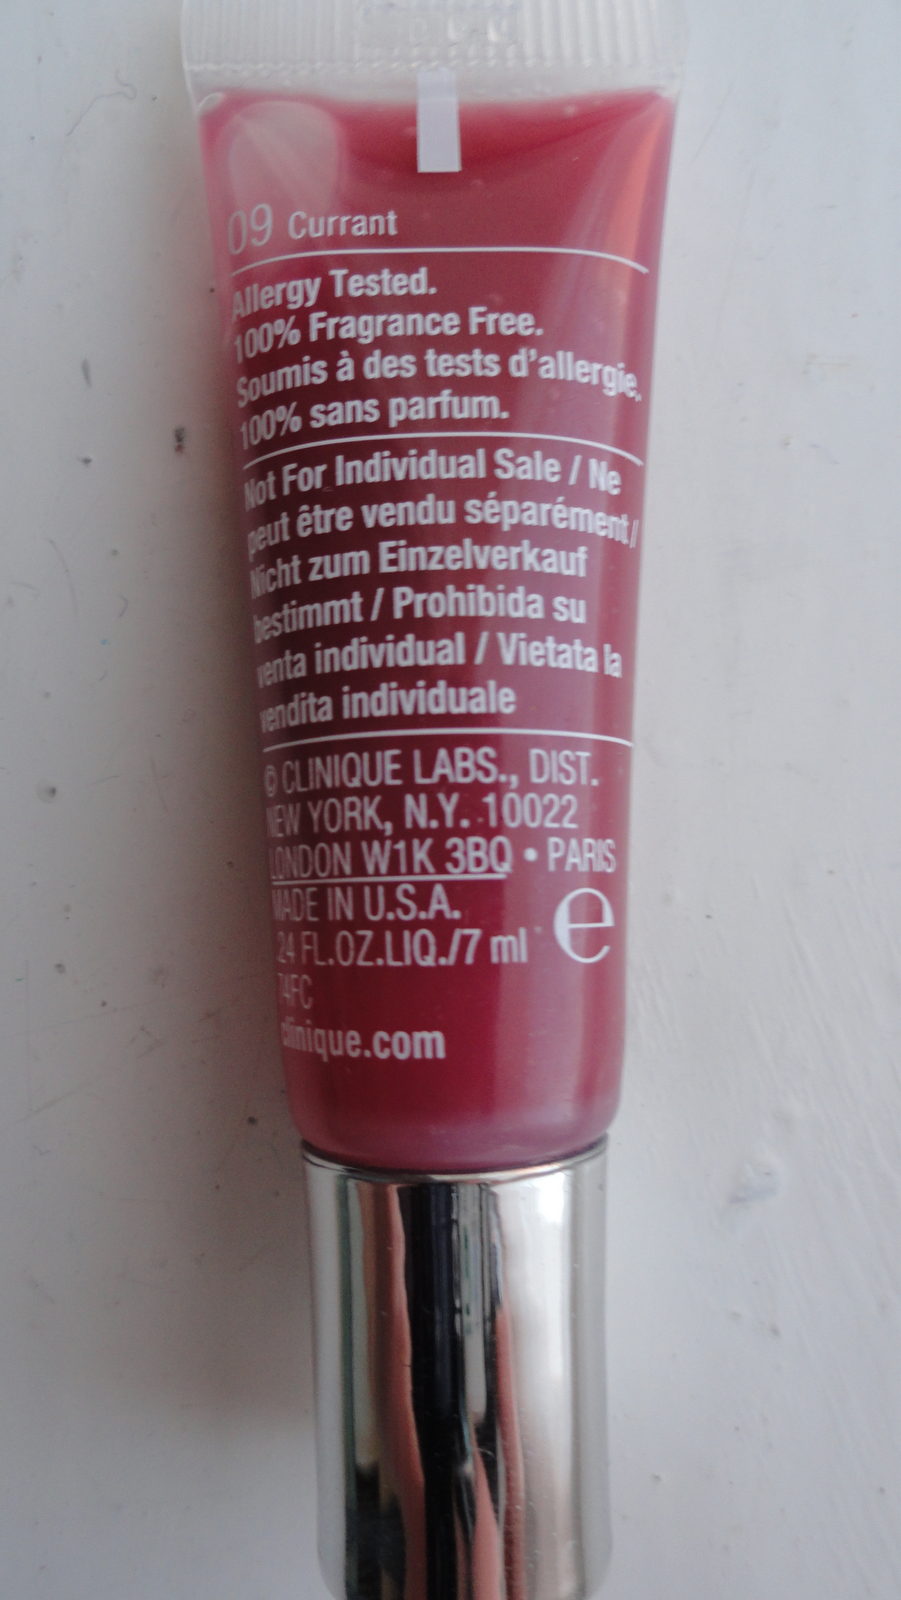 09 Currant
Allergy Tested.
100% Fragrance Free.
Soumis à des tests d'allergie.
100% sans parfum.
Not For Individual Sale / Ne
peut être vendu séparément /
Nicht zum Einzelverkauf
bestimmt / Prohibida su
venta individual / Vietata la
vendita individuale
© CLINIQUE LABS., DIST.
NEW YORK, N.Y. 10022
LONDON W1K 3BQ • PARIS
MADE IN U.S.A.
.24 FL.OZ.LIQ./7 ml e
T4FC
clinique.com